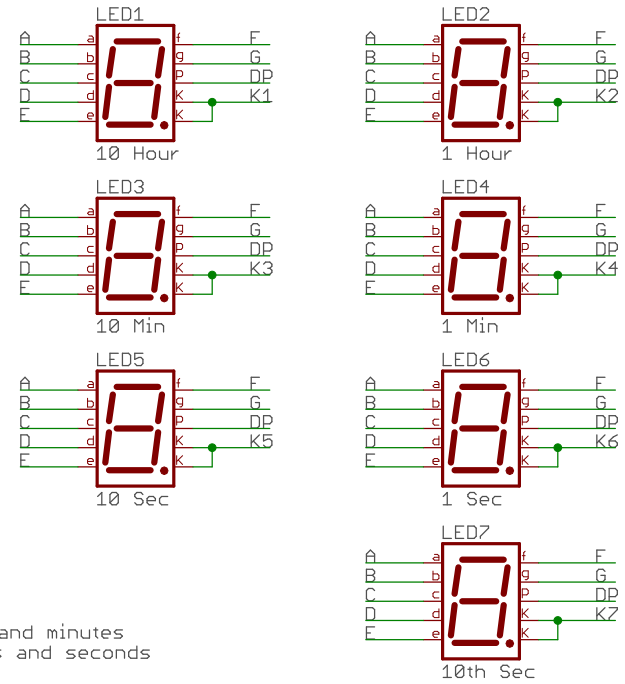 LED1
A a f F
B b g G
C c P DP
D d K K1
E e K
10 Hour
LED2
A a f F
B b g G
C c P DP
D d K K2
E e K
1 Hour
LED3
A a f F
B b g G
C c P DP
D d K K3
E e K
10 Min
LED4
A a f F
B b g G
C c P DP
D d K K4
E e K
1 Min
LED5
A a f F
B b g G
C c P DP
D d K K5
E e K
10 Sec
LED6
A a f F
B b g G
C c P DP
D d K K6
E e K
1 Sec
LED7
A a f F
B b g G
C c P DP
D d K K7
E e K
10th Sec
and minutes
and seconds